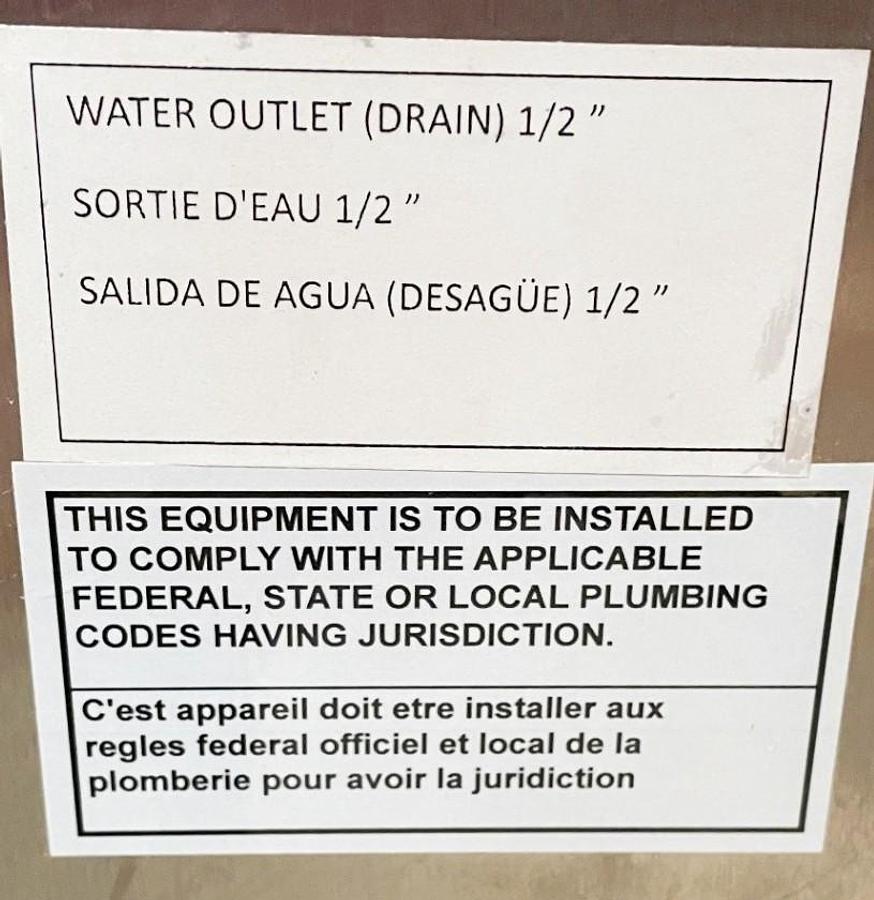 WATER OUTLET (DRAIN) 1/2 ”
SORTIE D'EAU 1/2 ”
SALIDA DE AGUA (DESAGÜE) 1/2 ”
THIS EQUIPMENT IS TO BE INSTALLED
TO COMPLY WITH THE APPLICABLE
FEDERAL, STATE OR LOCAL PLUMBING
CODES HAVING JURISDICTION.
C'est appareil doit etre installer aux
regles federal officiel et local de la
plomberie pour avoir la juridiction